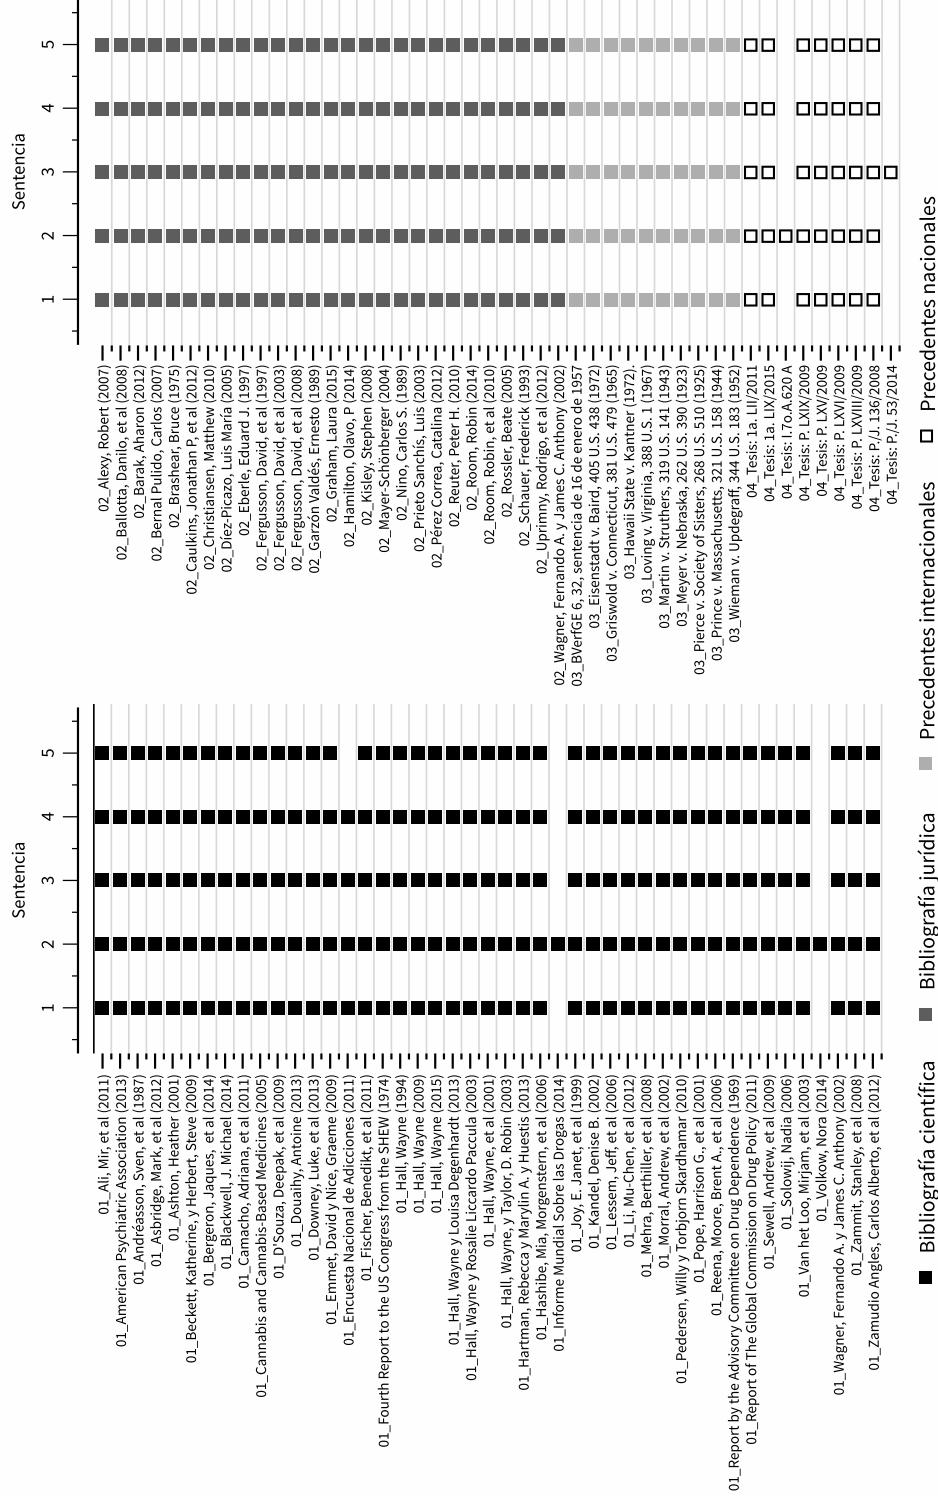 Sentencia
1
2
3
4
5
01_Ali, Mir, et al (2011)
01_American Psychiatric Association (2013)
01_Andréasson, Sven, et al (1987)
01_Asbridge, Mark, et al (2012)
01_Ashton, Heather (2001)
01_Beckett, Katherine, y Herbert, Steve (2009)
01_Bergeron, Jaques, et al (2014)
01_Blackwell, J. Michael (2014)
01_Camacho, Adriana, et al (2011)
01_Cannabis and Cannabis-Based Medicines (2005)
01_D'Souza, Deepak, et al (2009)
01_Douaihy, Antoine (2013)
01_Downey, Luke, et al (2013)
01_Emmet, David y Nice, Graeme (2009)
01_Encuesta Nacional de Adicciones (2011)
01_Fischer, Benedikt, et al (2011)
01_Fourth Report to the US Congress from the SHEW (1974)
01_Hall, Wayne (1994)
01_Hall, Wayne (2009)
01_Hall, Wayne (2015)
01_Hall, Wayne y Louisa Degenhardt (2013)
01_Hall, Wayne y Rosalie Liccardo Paccula (2003)
01_Hall, Wayne, et al (2001)
01_Hall, Wayne, y Taylor, D. Robin (2003)
01_Hartman, Rebecca y Marylin A. y Huestis (2013)
01_Hashibe, Mia, Morgenstern, et al (2006)
01_Informe Mundial Sobre las Drogas (2014)
01_Joy, E. Janet, et al (1999)
01_Kandel, Denise B. (2002)
01_Lessem, Jeff, et al (2006)
01_Li, Mu-Chen, et al (2012)
01_Mehra, Berthiller, et al (2008)
01_Morral, Andrew, et al (2002)
01_Pedersen, Willy y Torbjorn Skardhamar (2010)
01_Pope, Harrison G., et al (2001)
01_Reena, Moore, Brent A., et al (2006)
01_Report by the Advisory Committee on Drug Dependence (1969)
01_Report of The Global Commission on Drug Policy (2011)
01_Sewell, Andrew, et al (2009)
01_Solowij, Nadia (2006)
01_Van het Loo, Mirjam, et al (2003)
01_Volkow, Nora (2014)
01_Wagner, Fernando A. y James C. Anthony (2002)
01_Zammit, Stanley, et al (2008)
01_Zamudio Angles, Carlos Alberto, et al (2012)
Sentencia
1
2
3
4
5
02_Alexy, Robert (2007)
02_Ballotta, Danilo, et al (2008)
02_Barak, Aharon (2012)
02_Bernal Pulido, Carlos (2007)
02_Brashear, Bruce (1975)
02_Caulkins, Jonathan P, et al (2012)
02_Christiansen, Matthew (2010)
02_Díez-Picazo, Luis María (2005)
02_Eberle, Eduard J. (1997)
02_Fergusson, David, et al (1997)
02_Fergusson, David, et al (2003)
02_Fergusson, David, et al (2008)
02_Garzón Valdés, Ernesto (1989)
02_Graham, Laura (2015)
02_Hamilton, Olavo, P (2014)
02_Kisley, Stephen (2008)
02_Mayer-Schönberger (2004)
02_Nino, Carlos S. (1989)
02_Prieto Sanchís, Luis (2003)
02_Pérez Correa, Catalina (2012)
02_Reuter, Peter H. (2010)
02_Room, Robin (2014)
02_Room, Robin, et al (2010)
02_Rossler, Beate (2005)
02_Schauer, Frederick (1993)
02_Uprimny, Rodrigo, et al (2012)
02_Wagner, Fernando A. y James C. Anthony (2002)
03_BVerfGE 6, 32, sentencia de 16 de enero de 1957
03_Eisenstadt v. Baird, 405 U.S. 438 (1972)
03_Griswold v. Connecticut, 381 U.S. 479 (1965)
03_Hawaii State v. Kantner (1972).
03_Loving v. Virginia, 388 U.S. 1 (1967)
03_Martin v. Struthers, 319 U.S. 141 (1943)
03_Meyer v. Nebraska, 262 U.S. 390 (1923)
03_Pierce v. Society of Sisters, 268 U.S. 510 (1925)
03_Prince v. Massachusetts, 321 U.S. 158 (1944)
03_Wieman v. Updegraff, 344 U.S. 183 (1952)
04_Tesis: 1a. LII/2011
04_Tesis: 1a. LIX/2015
04_Tesis: I.7o.A.620 A
04_Tesis: P. LXIX/2009
04_Tesis: P. LXV/2009
04_Tesis: P. LXVI/2009
04_Tesis: P. LXVIII/2009
04_Tesis: P./J. 136/2008
04_Tesis: P./J. 53/2014
Bibliografía científica
Bibliografía jurídica
Precedentes internacionales
Precedentes nacionales